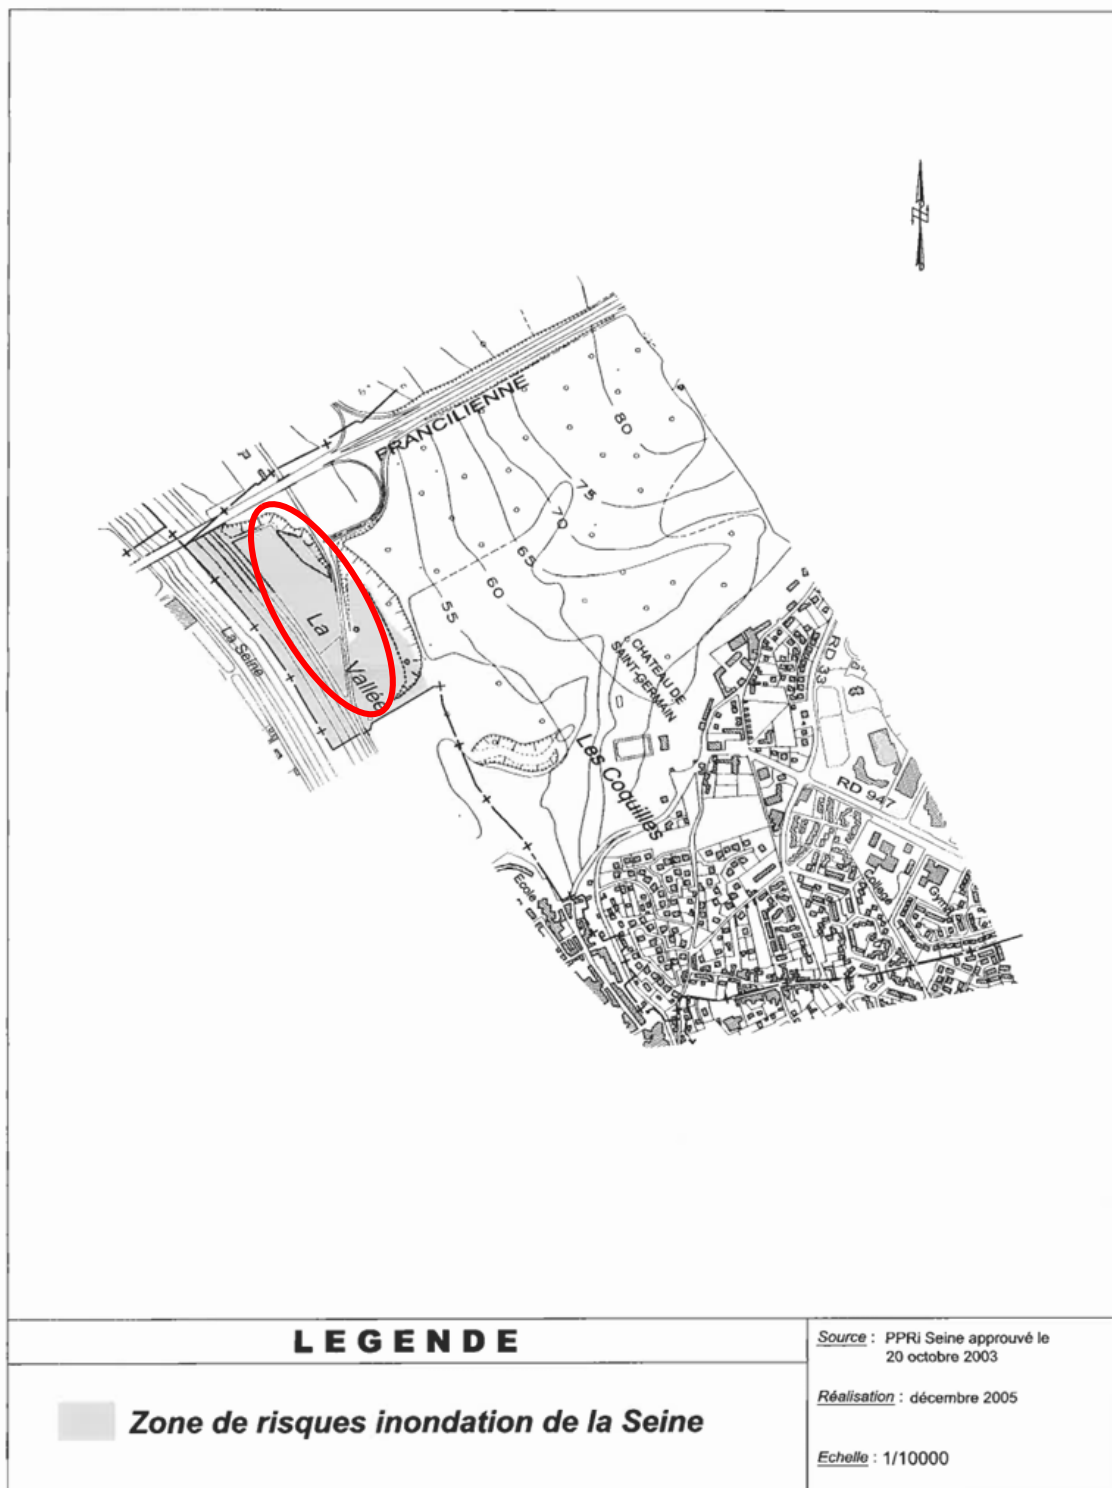 FRANCILIENNE
80
75
70
65
60
55
La
Vallée
La Seine
CHATEAU DE
SAINT-GERMAIN
Les Coquilles
RD 33
RD 947
Ecole
College
Gym
LEGENDE
Zone de risques inondation de la Seine
Source : PPRi Seine approuvé le
20 octobre 2003
Réalisation : décembre 2005
Echelle : 1/10000